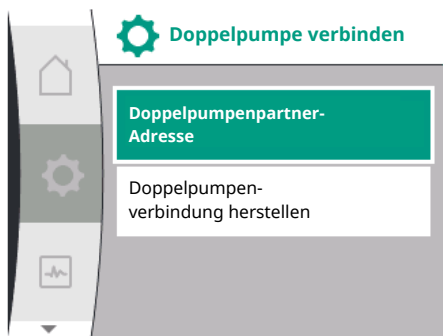 Doppelpumpe verbinden
Doppelpumpenpartner-
Adresse
Doppelpumpen-
verbindung herstellen